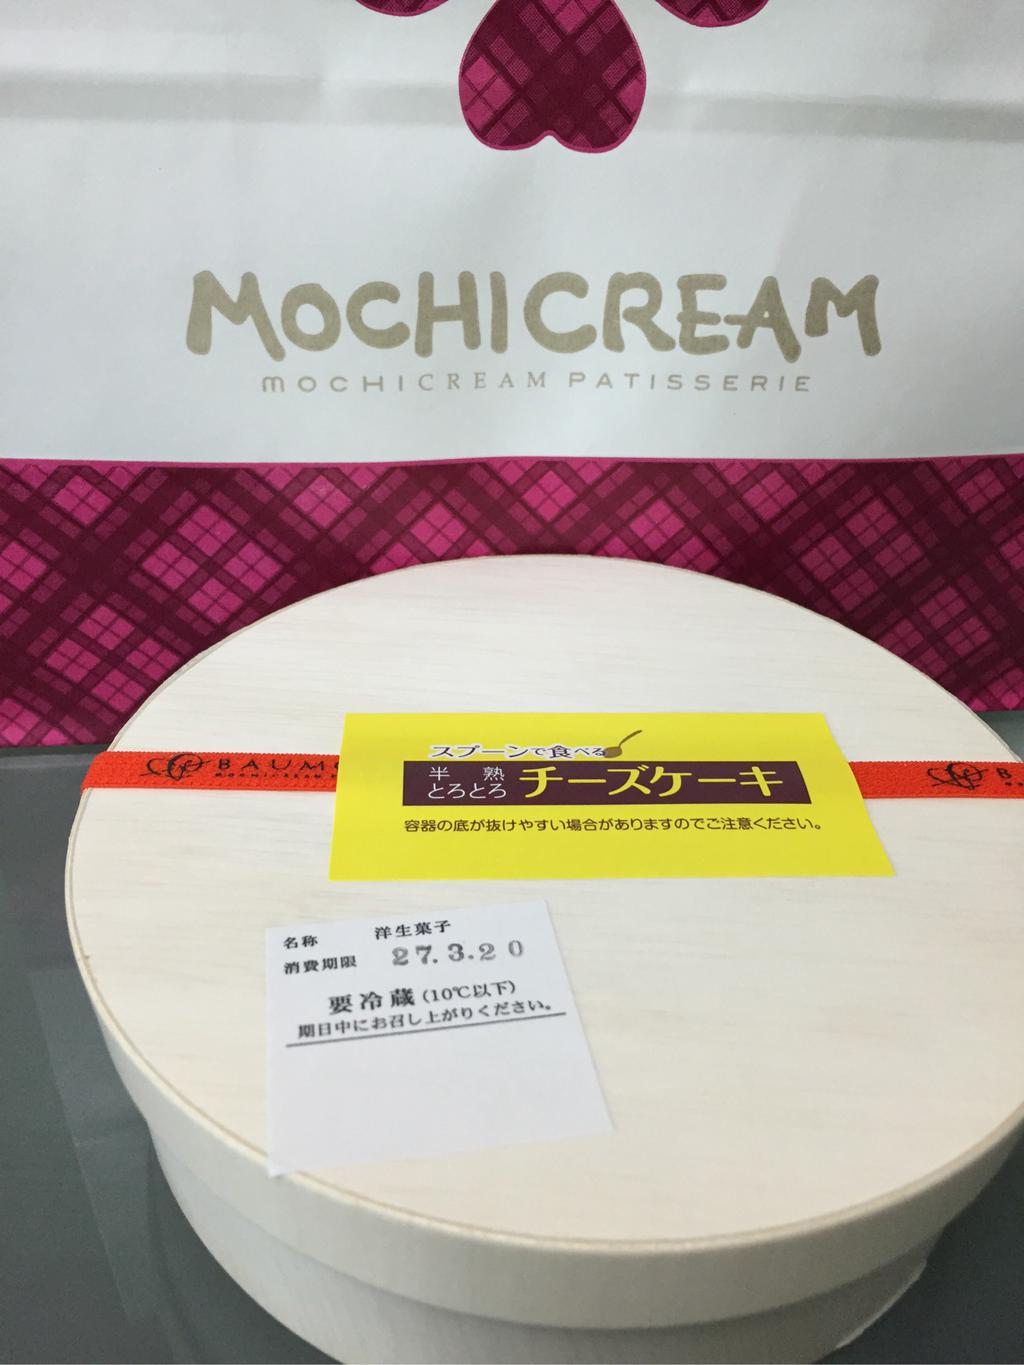 MOCHICREAM
MOCHICREAM PATISSERIE
スプーンで食べる
半熟
とろとろ
チーズケーキ
容器の底が抜けやすい場合がありますのでご注意ください。
名称 洋生菓子
消費期限 27.3.20
要冷蔵(10℃以下)
期日中にお召し上がりください。